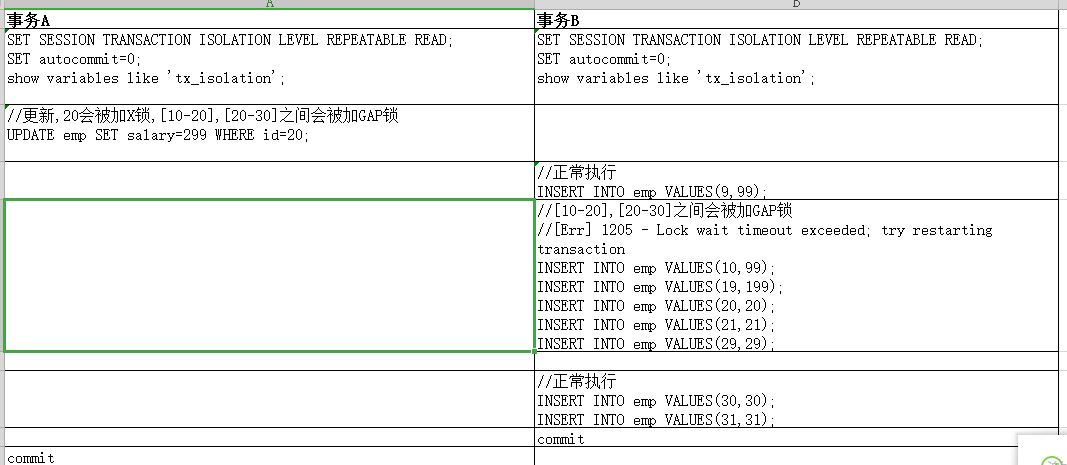 A
B
事务A
事务B
SET SESSION TRANSACTION ISOLATION LEVEL REPEATABLE READ;
SET autocommit=0;
show variables like 'tx_isolation';
SET SESSION TRANSACTION ISOLATION LEVEL REPEATABLE READ;
SET autocommit=0;
show variables like 'tx_isolation';
//更新,20会被加X锁,[10-20],[20-30]之间会被加GAP锁
UPDATE emp SET salary=299 WHERE id=20;
//正常执行
INSERT INTO emp VALUES(9,99);
//[10-20],[20-30]之间会被加GAP锁
//[Err] 1205 - Lock wait timeout exceeded; try restarting
transaction
INSERT INTO emp VALUES(10,99);
INSERT INTO emp VALUES(19,199);
INSERT INTO emp VALUES(20,20);
INSERT INTO emp VALUES(21,21);
INSERT INTO emp VALUES(29,29);
//正常执行
INSERT INTO emp VALUES(30,30);
INSERT INTO emp VALUES(31,31);
commit
commit